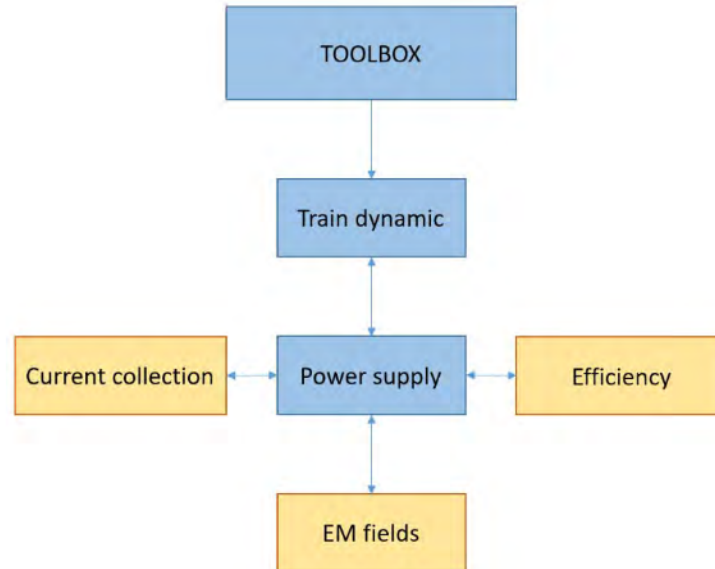 TOOLBOX
Train dynamic
Current collection
Power supply
Efficiency
EM fields